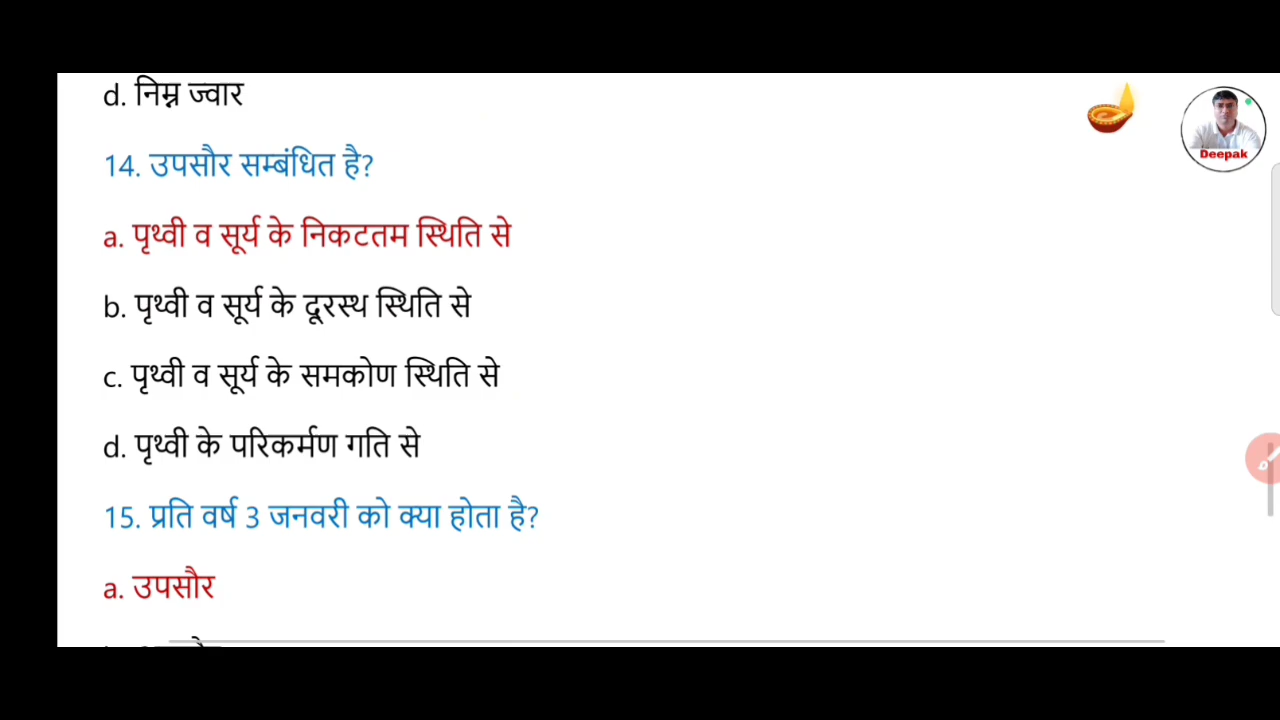 d. निम्न ज्वार
Deepak
14. उपसौर सम्बंधित है?
a. पृथ्वी व सूर्य के निकटतम स्थिति से
b. पृथ्वी व सूर्य के दूरस्थ स्थिति से
c. पृथ्वी व सूर्य के समकोण स्थिति से
d. पृथ्वी के परिकर्मण गति से
15. प्रति वर्ष 3 जनवरी को क्या होता है?
a. उपसौर